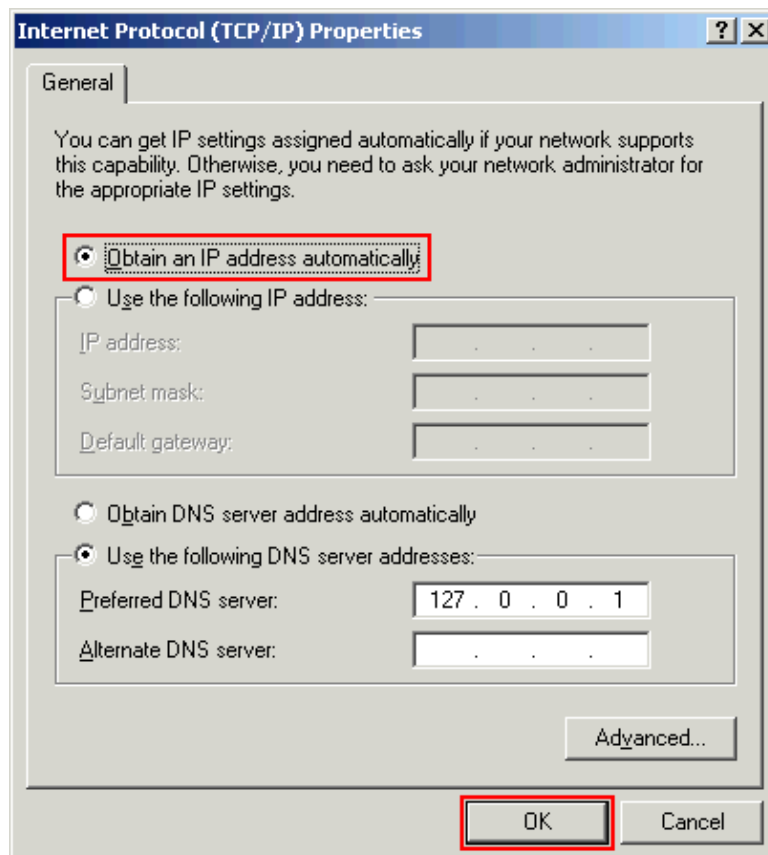 Internet Protocol (TCP/IP) Properties
General
You can get IP settings assigned automatically if your network supports
this capability. Otherwise, you need to ask your network administrator for
the appropriate IP settings.
Obtain an IP address automatically
Use the following IP address:
IP address:
Subnet mask:
Default gateway:
Obtain DNS server address automatically
Use the following DNS server addresses:
Preferred DNS server: 127 . 0 . 0 . 1
Alternate DNS server:
Advanced...
OK Cancel